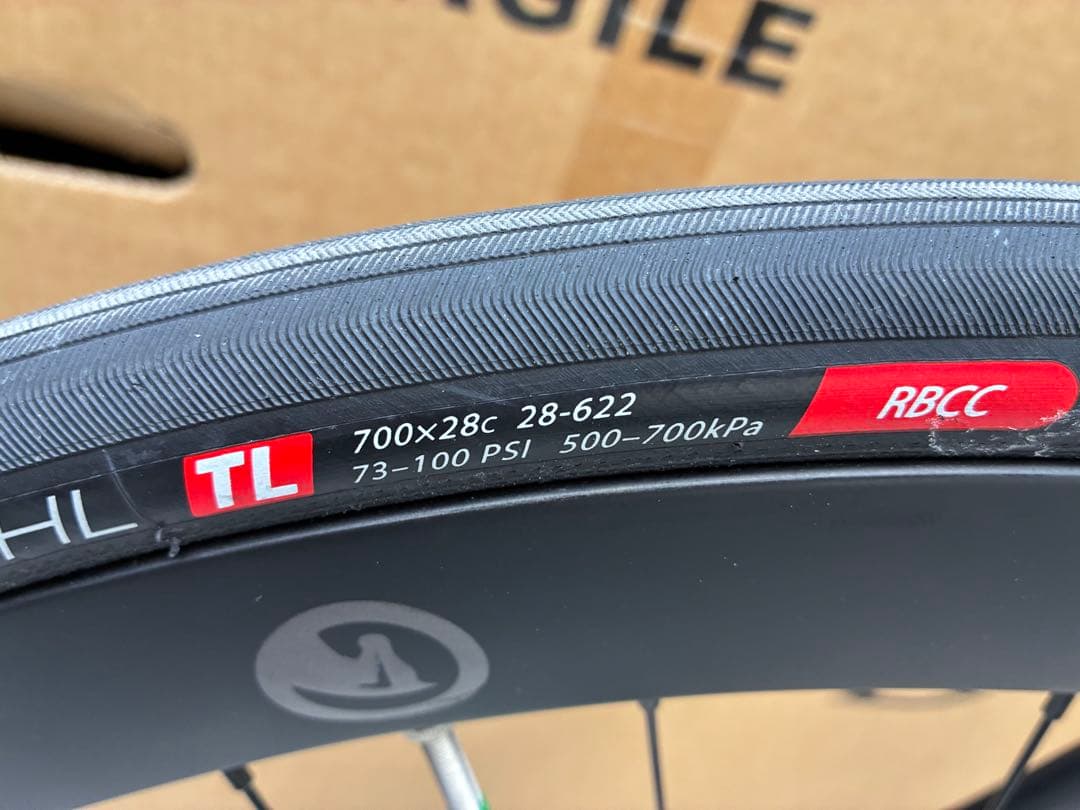 AGILE
HL
TL
700×28C 28-622
73–100 PSI 500–700kPa
RBCC